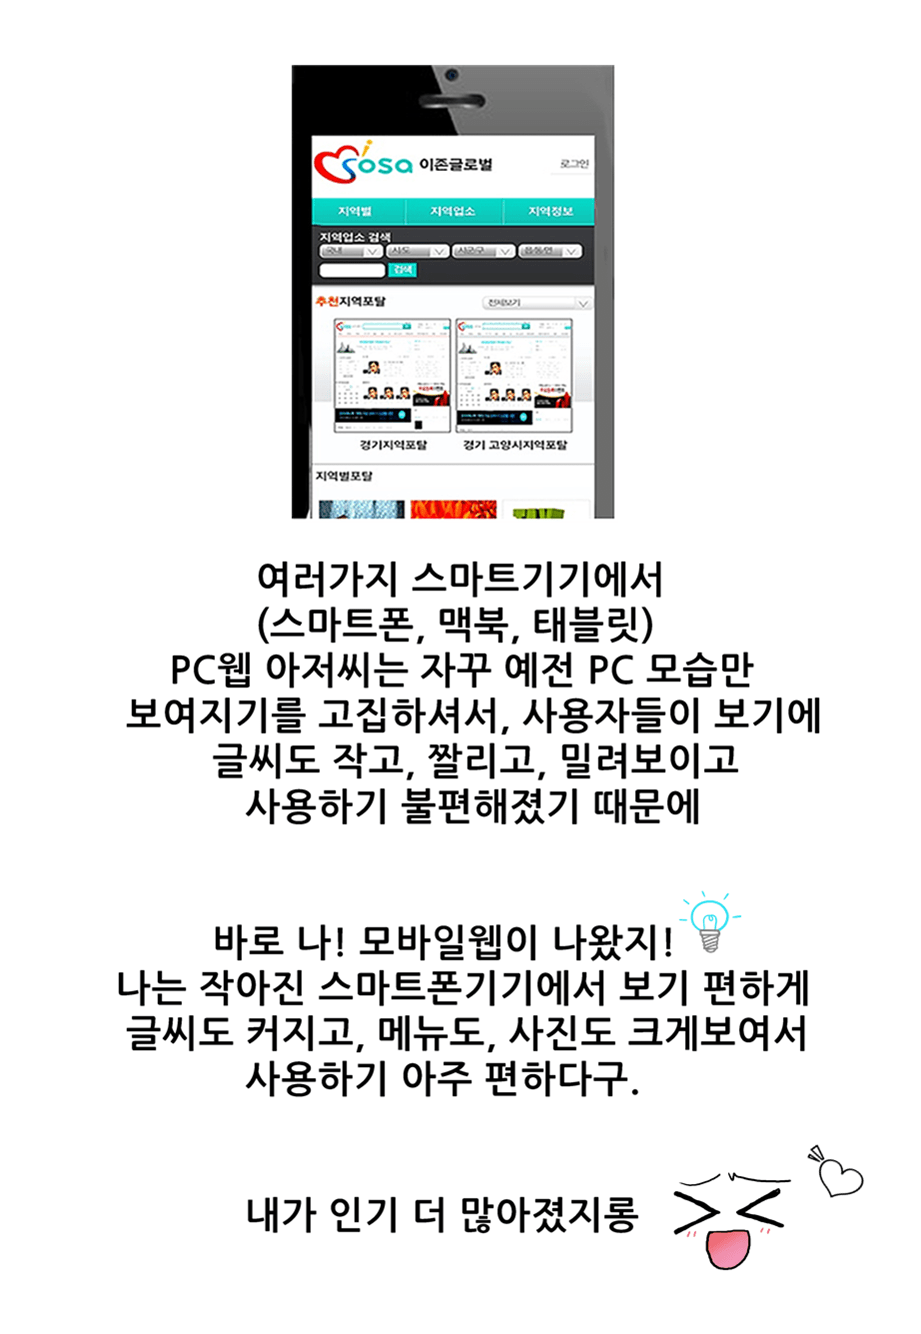 sosa 이존글로벌
로그인
지역별 지역업소 지역정보
지역업소 검색
국내 시도 시군구 읍동면
검색
추천지역포탈 전체보기
경기지역포탈 경기 고양시지역포탈
지역별포탈
여러가지 스마트기기에서
(스마트폰, 맥북, 태블릿)
PC웹 아저씨는 자꾸 예전 PC 모습만
보여지기를 고집하셔서, 사용자들이 보기에
글씨도 작고, 짤리고, 밀려보이고
사용하기 불편해졌기 때문에
바로 나! 모바일웹이 나왔지!
나는 작아진 스마트폰기기에서 보기 편하게
글씨도 커지고, 메뉴도, 사진도 크게보여서
사용하기 아주 편하다구.
내가 인기 더 많아졌지롱